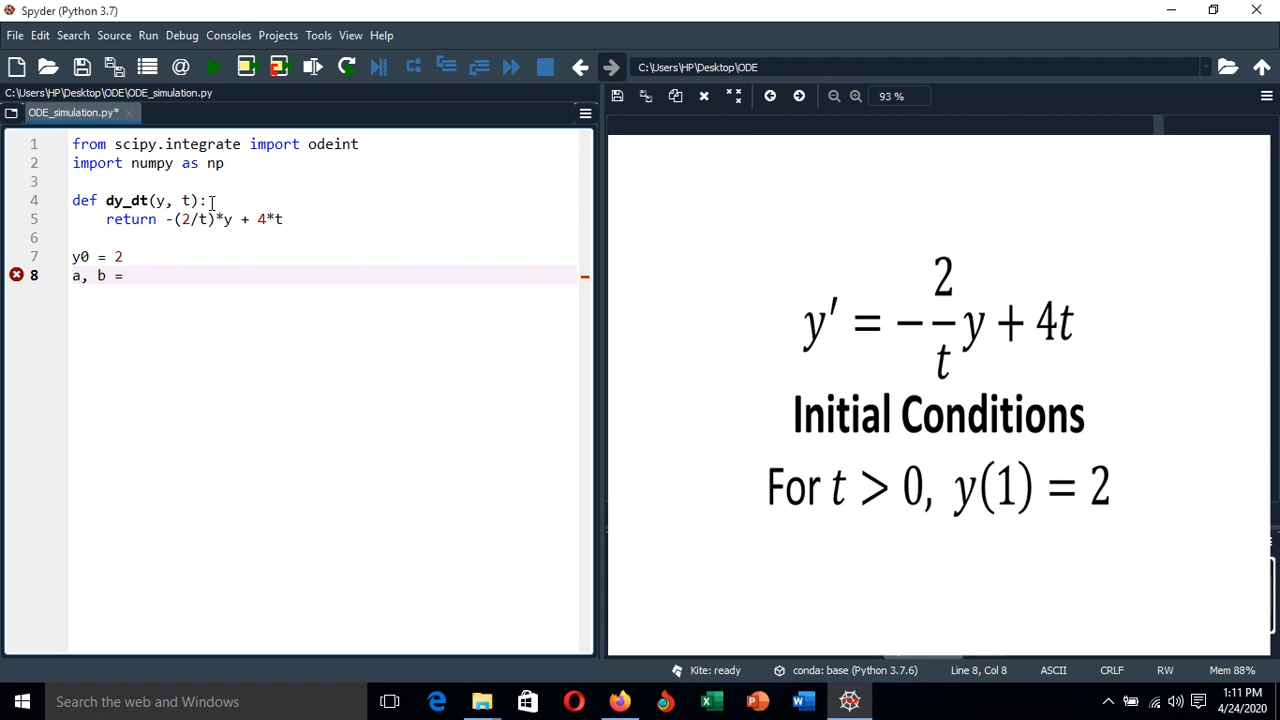 Spyder (Python 3.7)
File Edit Search Source Run Debug Consoles Projects Tools View Help
C:\Users\HP\Desktop\ODE
C:\Users\HP\Desktop\ODE\ODE_simulation.py
ODE_simulation.py*
93 %
1 from scipy.integrate import odeint
2 import numpy as np
3
4 def dy_dt(y, t):
5 return -(2/t)*y + 4*t
6
7 y0 = 2
8 a, b =
y′ = −2/t y + 4t
Initial Conditions
For t > 0, y(1) = 2
Kite: ready conda: base (Python 3.7.6) Line 8, Col 8 ASCII CRLF RW Mem 88%
Search the web and Windows
1:11 PM
4/24/2020